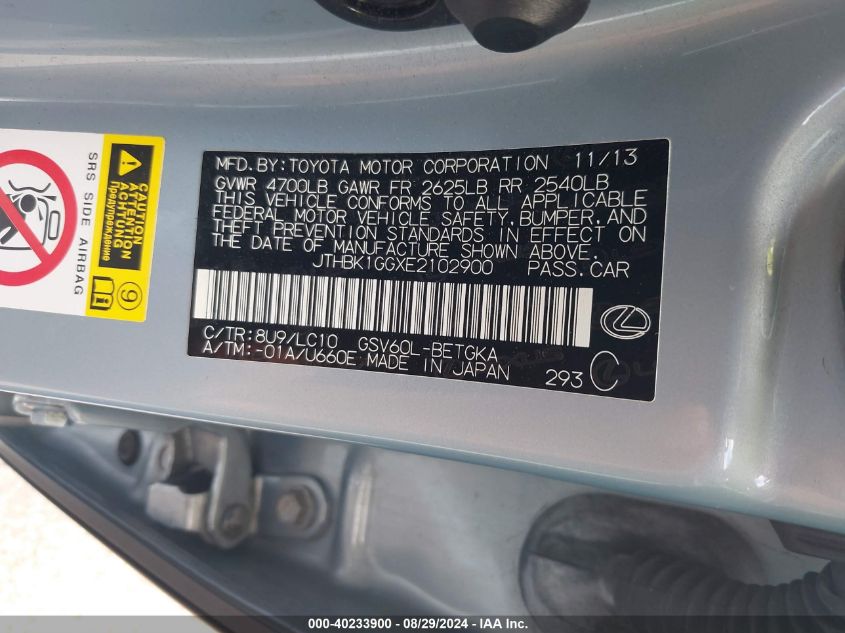 MFD. BY: TOYOTA MOTOR CORPORATION 11/13
GVWR 4700LB GAWR FR 2625LB RR 2540LB
THIS VEHICLE CONFORMS TO ALL APPLICABLE
FEDERAL MOTOR VEHICLE SAFETY, BUMPER, AND
THEFT PREVENTION STANDARDS IN EFFECT ON
THE DATE OF MANUFACTURE SHOWN ABOVE.
JTHBK1GGXE2102900 PASS. CAR
C/TR: 8U9/LC10 GSV60L-BETGKA
A/TM: -01A/U660E MADE IN JAPAN
293 C
SRS SIDE AIRBAG
CAUTION
ATTENTION
ACHTUNG
Предупреждение
9
000-40233900 - 08/29/2024 - IAA Inc.